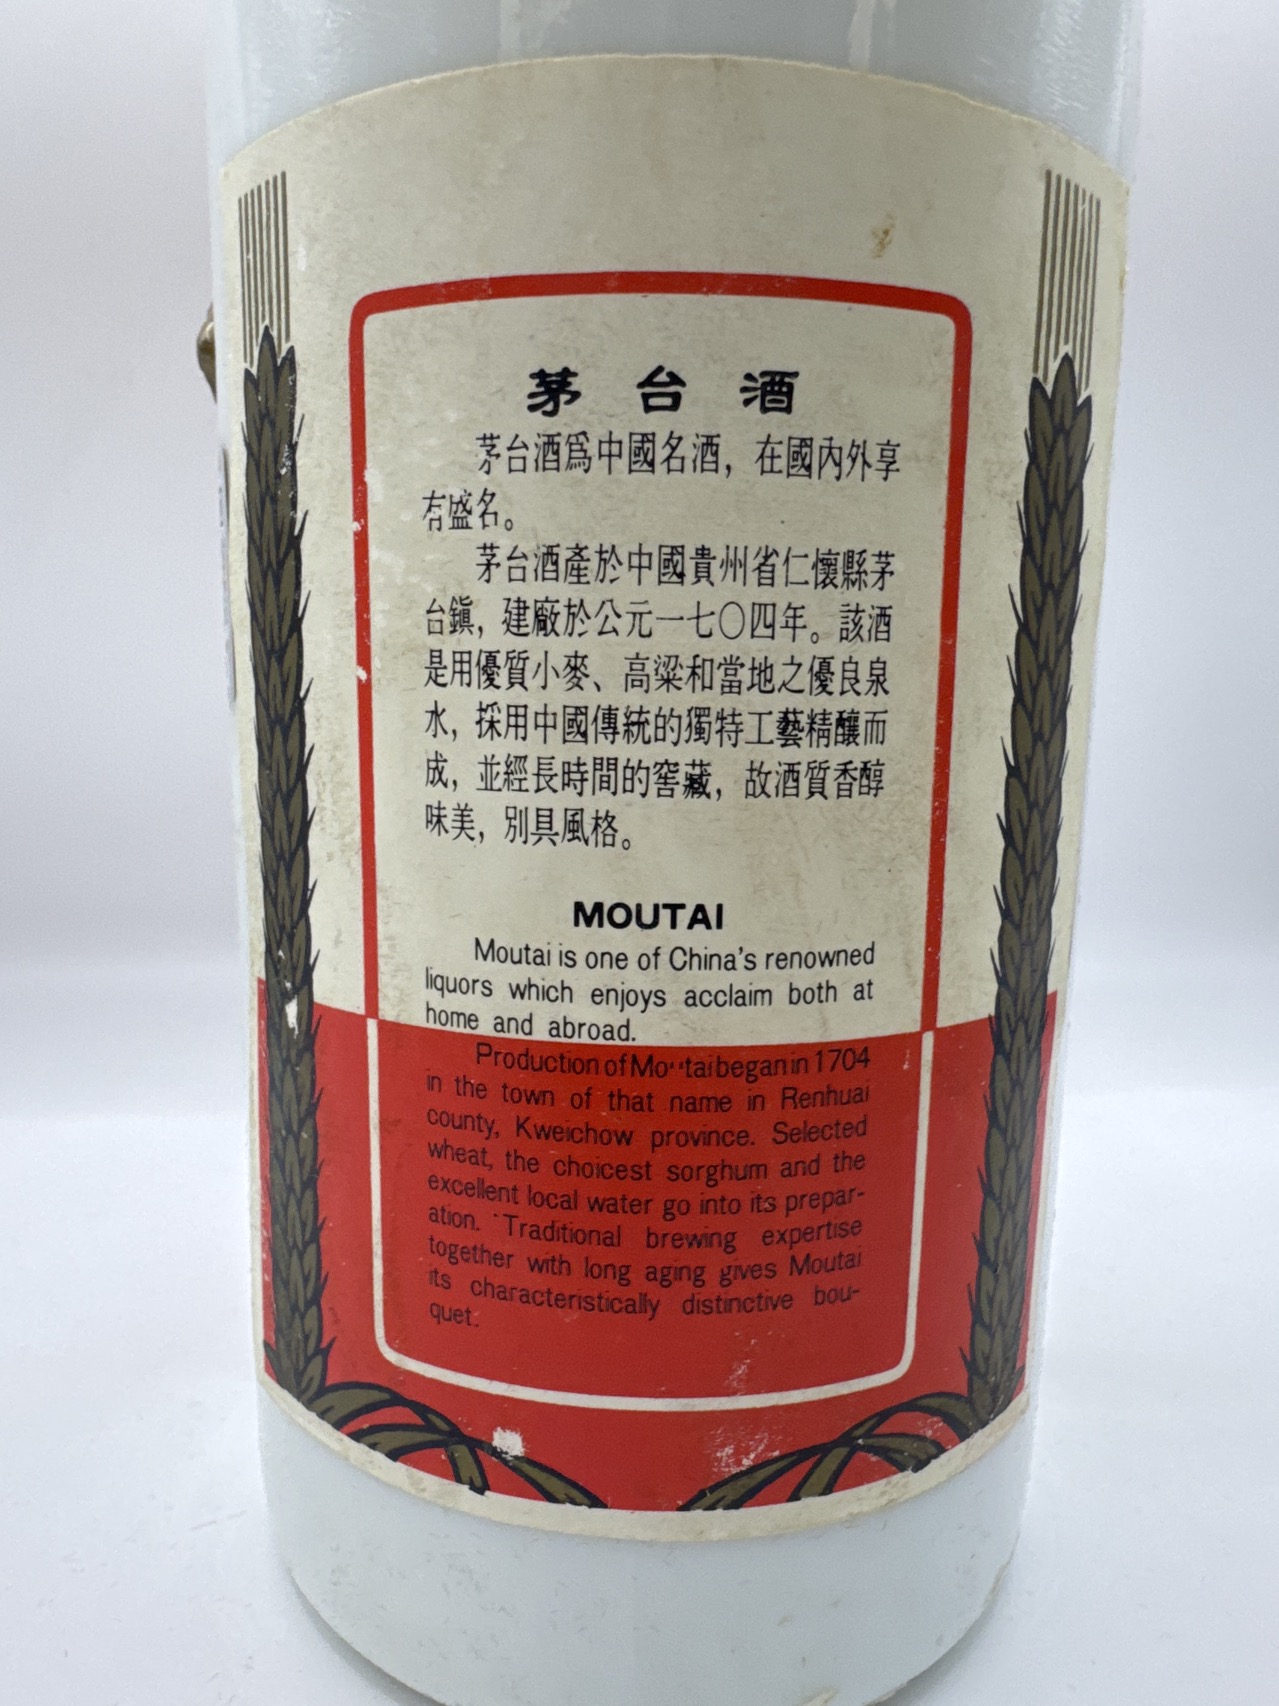 茅台酒
茅台酒爲中國名酒，在國內外享
有盛名。
茅台酒產於中國貴州省仁懷縣茅
台鎭，建廠於公元一七〇四年。該酒
是用優質小麥、高粱和當地之優良泉
水，採用中國傳統的獨特工藝精釀而
成，並經長時間的窖藏，故酒質香醇
味美，別具風格。
MOUTAI
Moutai is one of China's renowned
liquors which enjoys acclaim both at
home and abroad.
Production of Moutai began in 1704
in the town of that name in Renhuai
county, Kweichow province. Selected
wheat, the choicest sorghum and the
excellent local water go into its prepar-
ation. Traditional brewing expertise
together with long aging gives Moutai
its characteristically distinctive bou-
quet.